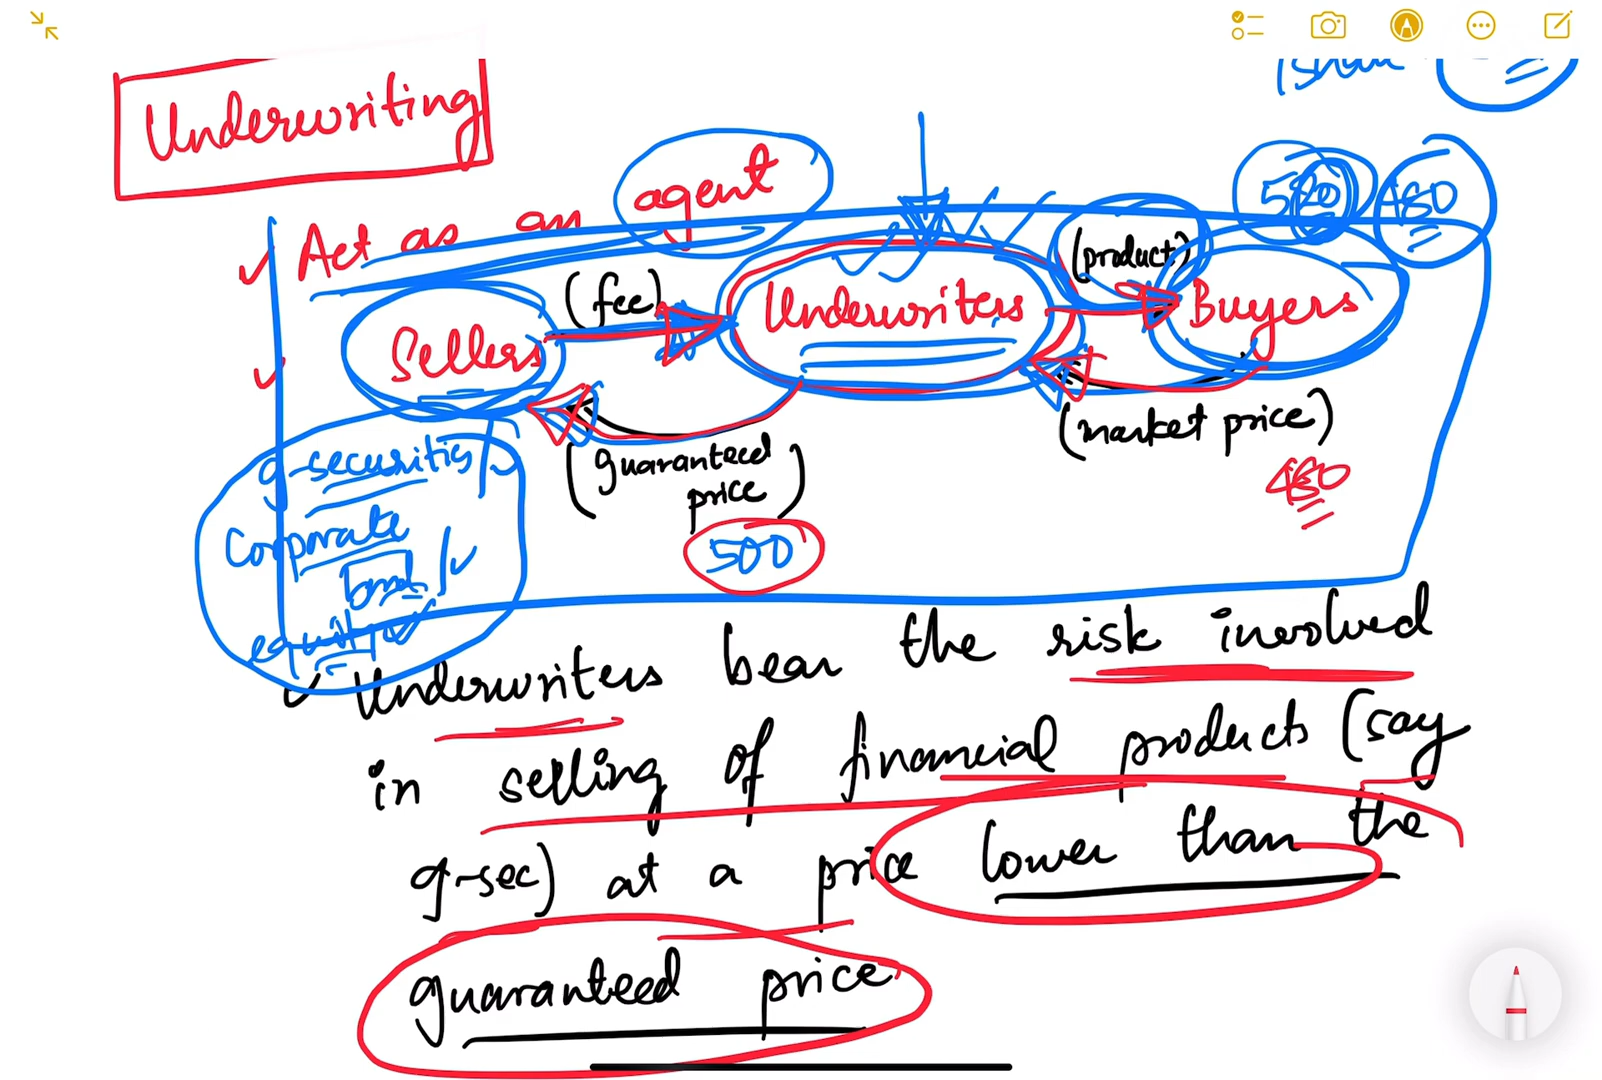 Underwriting
Act as an agent
520 480
(fee)
(product)
Sellers
Underwriters
Buyers
(guaranteed price)
(market price)
500
480
g-securities
Corporate
bond
equity
Underwriters bear the risk involved
in selling of financial products (say
g-sec) at a price lower than the
guaranteed price